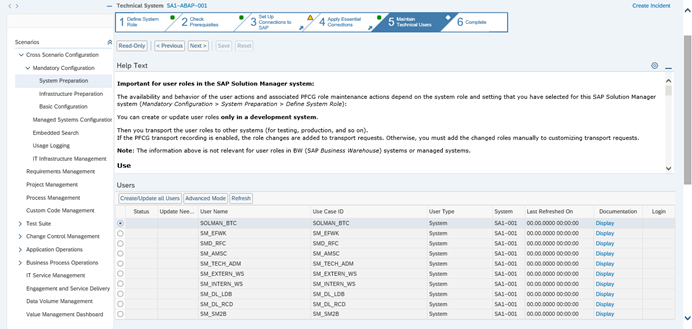 Technical System SA1~ABAP~001
Create Incident
1 Define System Role
2 Check Prerequisities
3 Set Up Connections to SAP
4 Apply Essential Corrections
5 Maintain Technical Users
6 Complete
Read-Only < Previous Next > Save Reset
Scenarios
Cross Scenario Configuration
Mandatory Configuration
System Preparation
Infrastructure Preparation
Basic Configuration
Managed Systems Configuration
Embedded Search
Usage Logging
IT Infrastructure Management
Requirements Management
Project Management
Process Management
Custom Code Management
Test Suite
Change Control Management
Application Operations
Business Process Operations
IT Service Management
Engagement and Service Delivery
Data Volume Management
Value Management Dashboard
Help Text
Important for user roles in the SAP Solution Manager system:
The availability and behavior of the user actions and associated PFCG role maintenance actions depend on the system role and setting that you have selected for this SAP Solution Manager
system (Mandatory Configuration > System Preparation > Define System Role):
You can create or update user roles only in a development system.
Then you transport the user roles to other systems (for testing, production, and so on).
If the PFCG transport recording is enabled, the role changes are added to transport requests. Otherwise, you must add the changed roles manually to customizing transport requests.
Note: The information above is not relevant for user roles in BW (SAP Business Warehouse) systems or managed systems.
Use
Users
Create/Update all Users Advanced Mode Refresh
Status Update Nee... User Name Use Case ID User Type System Last Refreshed On Documentation Login
SOLMAN_BTC SOLMAN_BTC System SA1~001 00.00.0000 00:00:00 Display
SM_EFWK SM_EFWK System SA1~001 00.00.0000 00:00:00 Display
SMD_RFC SMD_RFC System SA1~001 00.00.0000 00:00:00 Display
SM_AMSC SM_AMSC System SA1~001 00.00.0000 00:00:00 Display
SM_TECH_ADM SM_TECH_ADM System SA1~001 00.00.0000 00:00:00 Display
SM_EXTERN_WS SM_EXTERN_WS System SA1~001 00.00.0000 00:00:00 Display
SM_INTERN_WS SM_INTERN_WS System SA1~001 00.00.0000 00:00:00 Display
SM_DL_LDB SM_DL_LDB System SA1~001 00.00.0000 00:00:00 Display
SM_DL_RCD SM_DL_RCD System SA1~001 00.00.0000 00:00:00 Display
SM_SM2B SM_SM2B System SA1~001 00.00.0000 00:00:00 Display